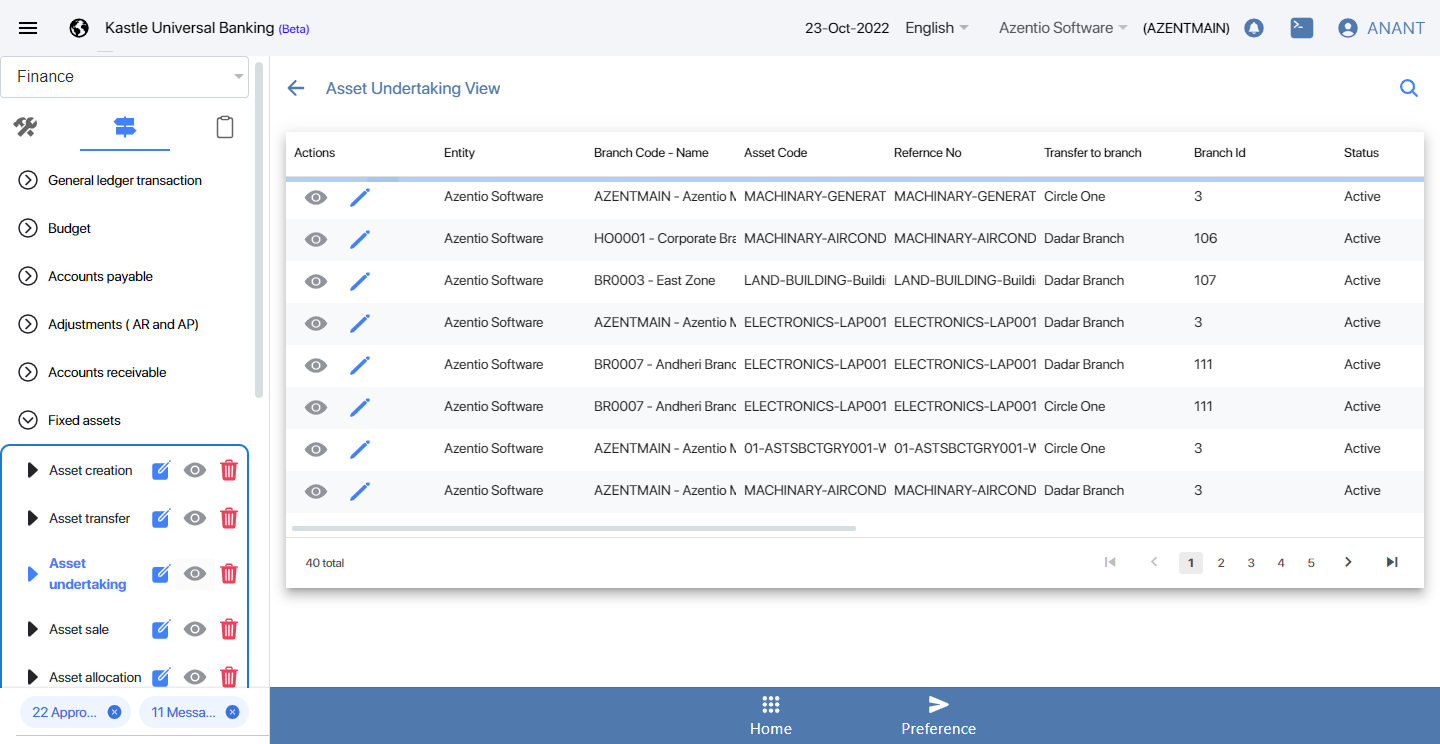 Kastle Universal Banking (Beta)
23-Oct-2022 English Azentio Software (AZENTMAIN) ANANT
Finance
General ledger transaction
Budget
Accounts payable
Adjustments ( AR and AP)
Accounts receivable
Fixed assets
Asset creation
Asset transfer
Asset
undertaking
Asset sale
Asset allocation
22 Appro...
11 Messa...
Asset Undertaking View
Actions Entity Branch Code - Name Asset Code Refernce No Transfer to branch Branch Id Status
Azentio Software AZENTMAIN - Azentio M MACHINARY-GENERAT MACHINARY-GENERAT Circle One 3 Active
Azentio Software HO0001 - Corporate Bra MACHINARY-AIRCOND MACHINARY-AIRCOND Dadar Branch 106 Active
Azentio Software BR0003 - East Zone LAND-BUILDING-Buildi LAND-BUILDING-Buildi Dadar Branch 107 Active
Azentio Software AZENTMAIN - Azentio M ELECTRONICS-LAP001 ELECTRONICS-LAP001 Dadar Branch 3 Active
Azentio Software BR0007 - Andheri Branc ELECTRONICS-LAP001 ELECTRONICS-LAP001 Dadar Branch 111 Active
Azentio Software BR0007 - Andheri Branc ELECTRONICS-LAP001 ELECTRONICS-LAP001 Circle One 111 Active
Azentio Software AZENTMAIN - Azentio M 01-ASTSBCTGRY001-W 01-ASTSBCTGRY001-W Circle One 3 Active
Azentio Software AZENTMAIN - Azentio M MACHINARY-AIRCOND MACHINARY-AIRCOND Dadar Branch 3 Active
40 total
1 2 3 4 5
Home
Preference